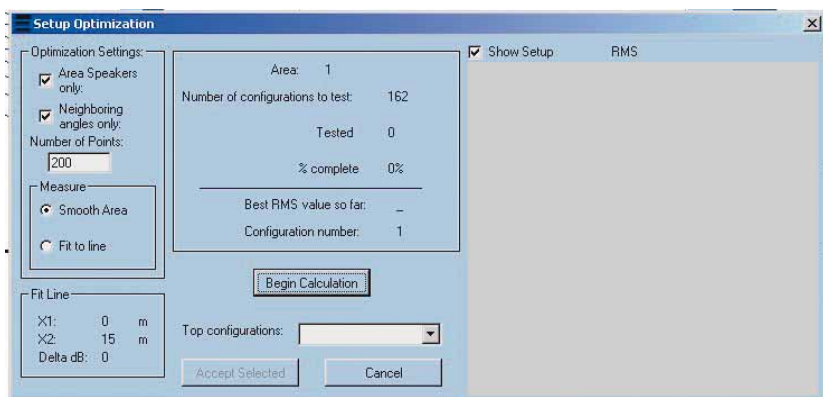 Setup Optimization
Optimization Settings:
Area Speakers
only:
Neighboring
angles only:
Number of Points:
200
Measure
Smooth Area
Fit to line
Fit Line
X1: 0 m
X2: 15 m
Delta dB: 0
Area: 1
Number of configurations to test: 162
Tested 0
% complete 0%
Best RMS value so far: _
Configuration number: 1
Begin Calculation
Top configurations:
Accept Selected
Cancel
Show Setup RMS